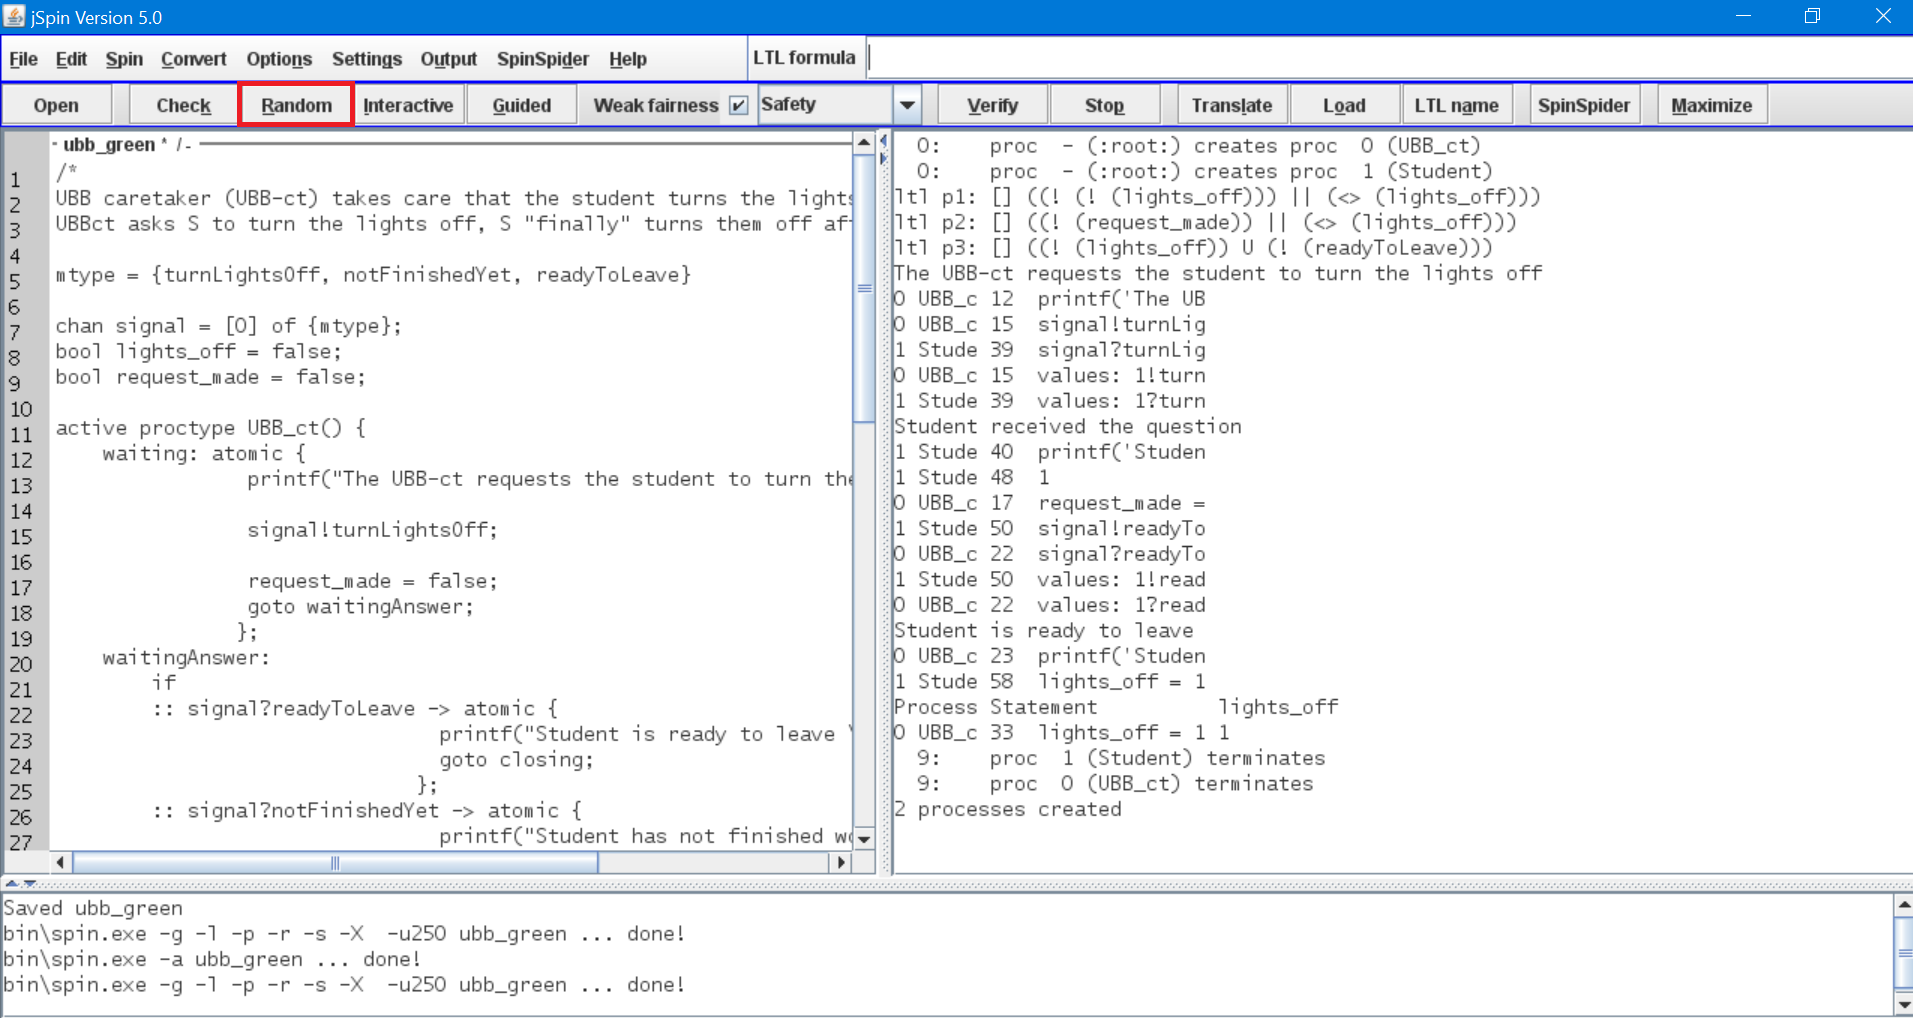 jSpin Version 5.0
File Edit Spin Convert Options Settings Output SpinSpider Help LTL formula
Open Check Random Interactive Guided Weak fairness Safety Verify Stop Translate Load LTL name SpinSpider Maximize
ubb_green * /-
1 /*
2 UBB caretaker (UBB-ct) takes care that the student turns the lights
3 UBBct asks S to turn the lights off, S "finally" turns them off af
4
5 mtype = {turnLightsOff, notFinishedYet, readyToLeave}
6
7 chan signal = [0] of {mtype};
8 bool lights_off = false;
9 bool request_made = false;
10
11 active proctype UBB_ct() {
12 waiting: atomic {
13 printf("The UBB-ct requests the student to turn the
14
15 signal!turnLightsOff;
16
17 request_made = false;
18 goto waitingAnswer;
19 };
20 waitingAnswer:
21 if
22 :: signal?readyToLeave -> atomic {
23 printf("Student is ready to leave \
24 goto closing;
25 };
26 :: signal?notFinishedYet -> atomic {
27 printf("Student has not finished wo
0: proc - (:root:) creates proc 0 (UBB_ct)
0: proc - (:root:) creates proc 1 (Student)
ltl p1: [] ((! (! (lights_off))) || (<> (lights_off)))
ltl p2: [] ((! (request_made)) || (<> (lights_off)))
ltl p3: [] ((! (lights_off)) U (! (readyToLeave)))
The UBB-ct requests the student to turn the lights off
0 UBB_c 12 printf('The UB
0 UBB_c 15 signal!turnLig
1 Stude 39 signal?turnLig
0 UBB_c 15 values: 1!turn
1 Stude 39 values: 1?turn
Student received the question
1 Stude 40 printf('Studen
1 Stude 48 1
0 UBB_c 17 request_made =
1 Stude 50 signal!readyTo
0 UBB_c 22 signal?readyTo
1 Stude 50 values: 1!read
0 UBB_c 22 values: 1?read
Student is ready to leave
0 UBB_c 23 printf('Studen
1 Stude 58 lights_off = 1
Process Statement lights_off
0 UBB_c 33 lights_off = 1 1
9: proc 1 (Student) terminates
9: proc 0 (UBB_ct) terminates
2 processes created
Saved ubb_green
bin\spin.exe -g -l -p -r -s -X -u250 ubb_green ... done!
bin\spin.exe -a ubb_green ... done!
bin\spin.exe -g -l -p -r -s -X -u250 ubb_green ... done!